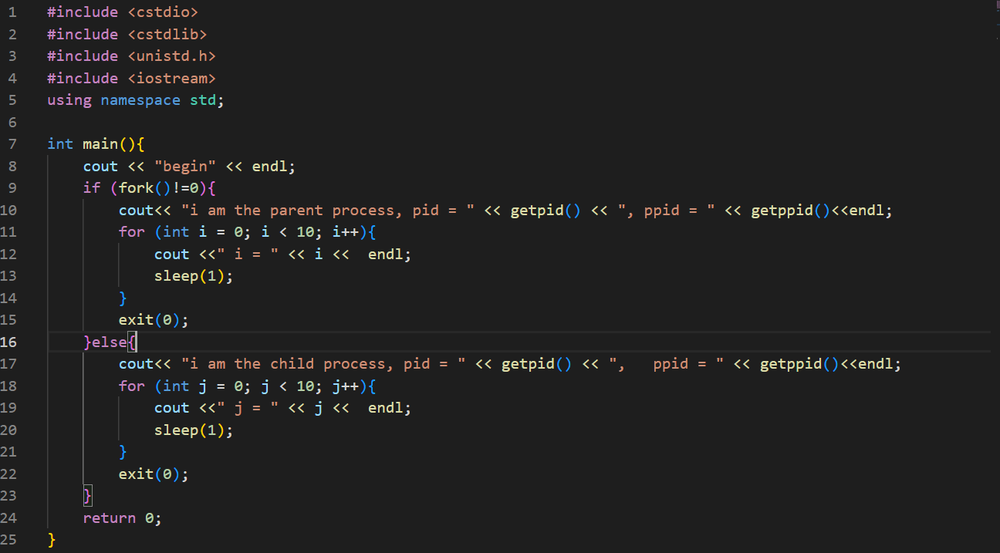 1 #include <cstdio>
2 #include <cstdlib>
3 #include <unistd.h>
4 #include <iostream>
5 using namespace std;
6
7 int main(){
8     cout << "begin" << endl;
9     if (fork()!=0){
10         cout<< "i am the parent process, pid = " << getpid() << ", ppid = " << getppid()<<endl;
11         for (int i = 0; i < 10; i++){
12             cout <<" i = " << i <<  endl;
13             sleep(1);
14         }
15         exit(0);
16     }else{
17         cout<< "i am the child process, pid = " << getpid() << ",   ppid = " << getppid()<<endl;
18         for (int j = 0; j < 10; j++){
19             cout <<" j = " << j <<  endl;
20             sleep(1);
21         }
22         exit(0);
23     }
24     return 0;
25 }